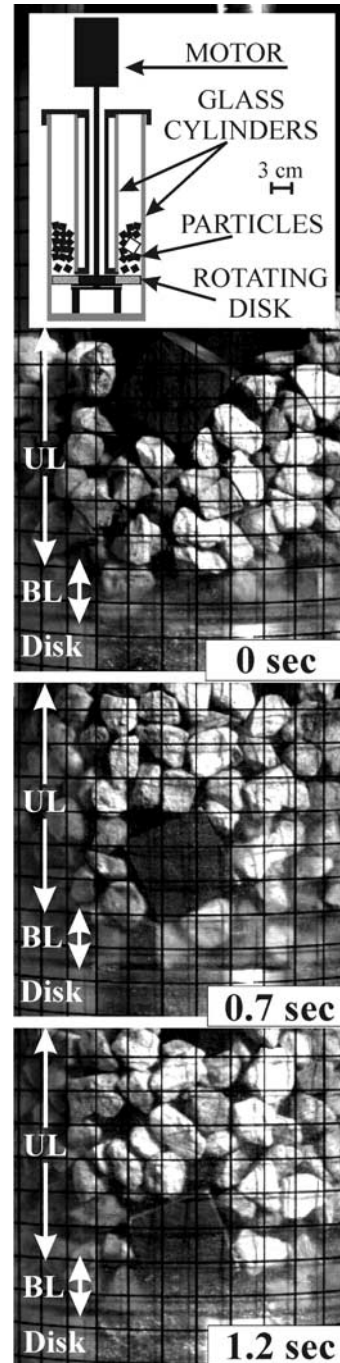 MOTOR
GLASS
CYLINDERS
3 cm
PARTICLES
ROTATING
DISK
UL
BL
Disk
0 sec
UL
BL
Disk
0.7 sec
UL
BL
Disk
1.2 sec